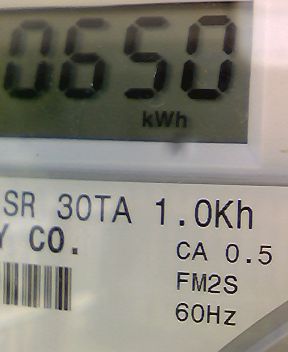 0650
kWh
SR 30TA 1.0Kh
Y CO.
CA 0.5
FM2S
60Hz